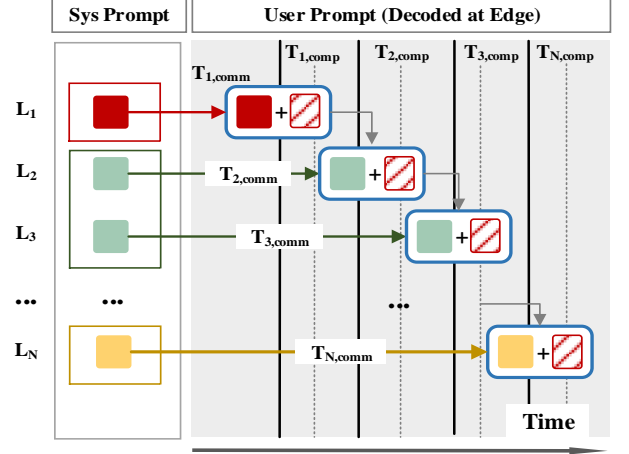 Sys Prompt
User Prompt (Decoded at Edge)
T1,comm
T1,comp
T2,comp
T3,comp
TN,comp
L1
+
L2
T2,comm
+
L3
T3,comm
+
...
...
...
LN
TN,comm
+
Time